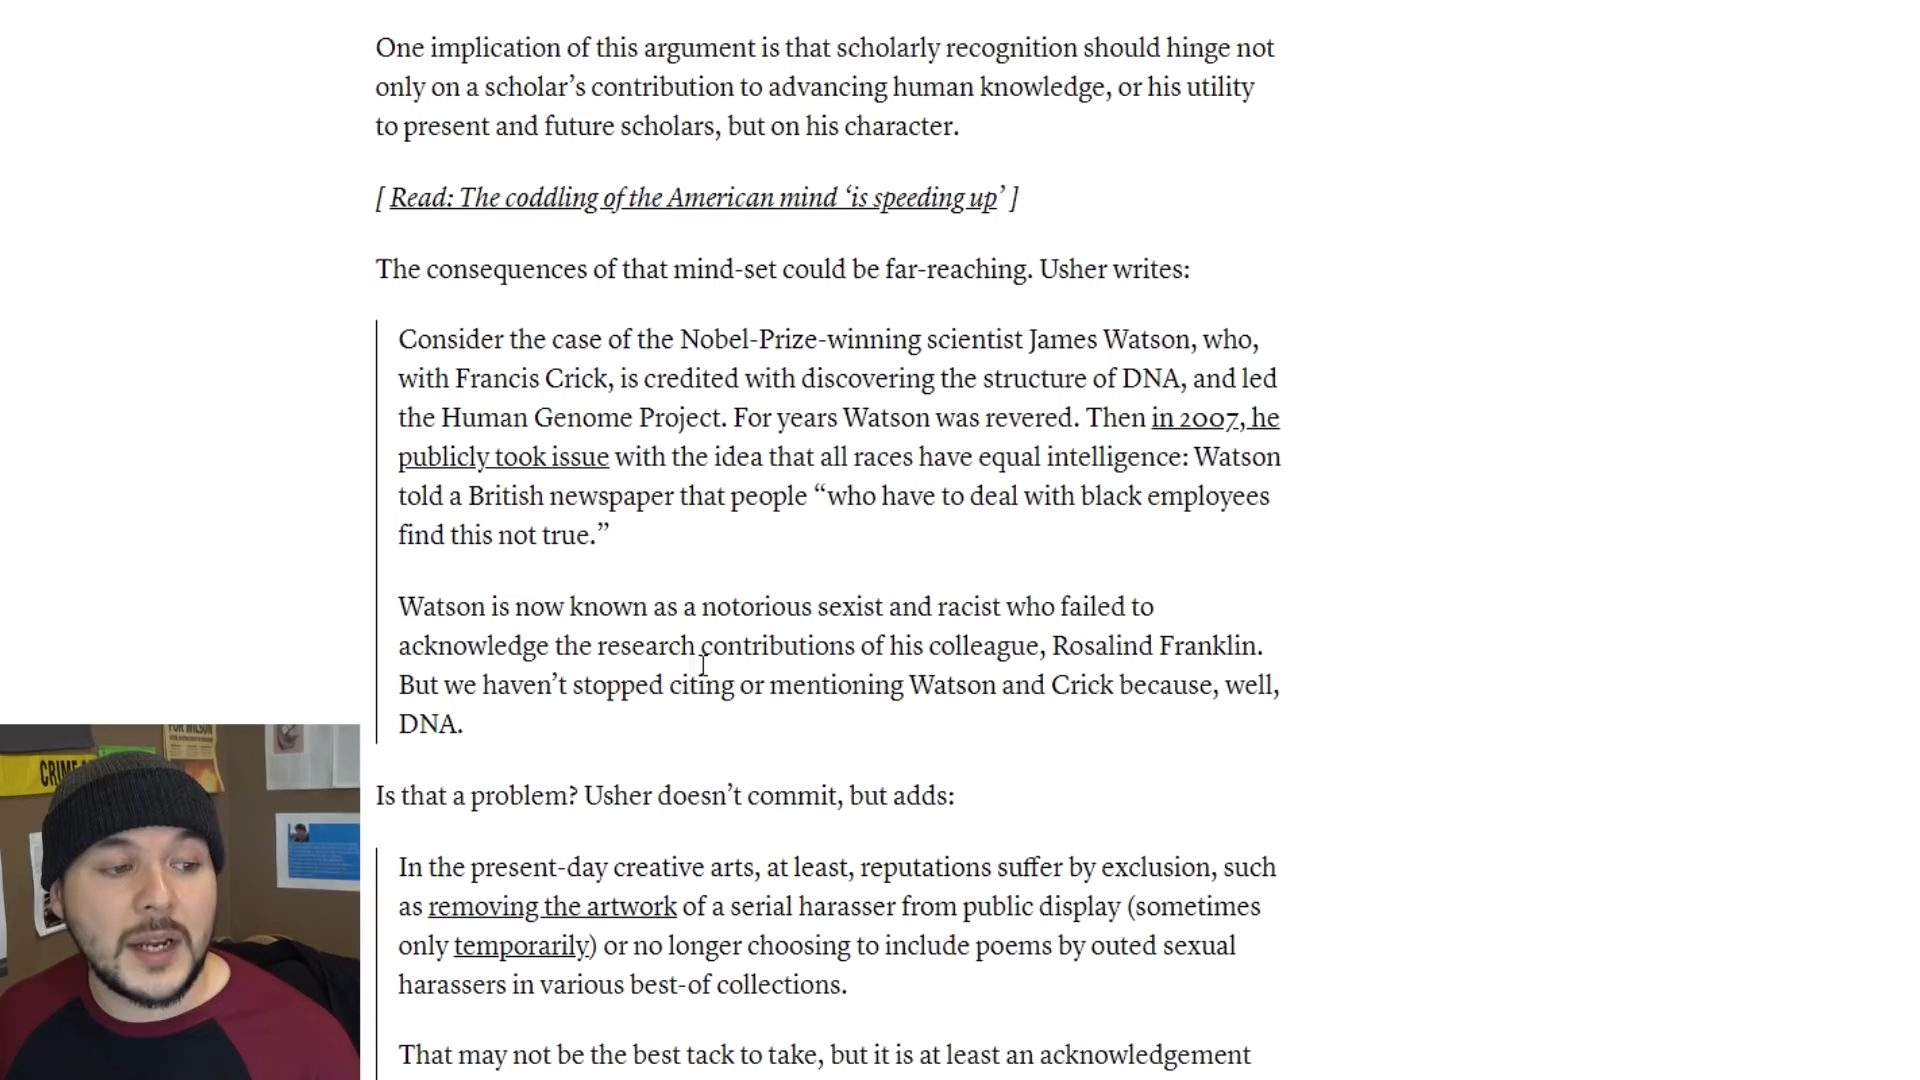 One implication of this argument is that scholarly recognition should hinge not
only on a scholar’s contribution to advancing human knowledge, or his utility
to present and future scholars, but on his character.
[ Read: The coddling of the American mind ‘is speeding up’ ]
The consequences of that mind-set could be far-reaching. Usher writes:
Consider the case of the Nobel-Prize-winning scientist James Watson, who,
with Francis Crick, is credited with discovering the structure of DNA, and led
the Human Genome Project. For years Watson was revered. Then in 2007, he
publicly took issue with the idea that all races have equal intelligence: Watson
told a British newspaper that people “who have to deal with black employees
find this not true.”
Watson is now known as a notorious sexist and racist who failed to
acknowledge the research contributions of his colleague, Rosalind Franklin.
But we haven’t stopped citing or mentioning Watson and Crick because, well,
DNA.
Is that a problem? Usher doesn’t commit, but adds:
In the present-day creative arts, at least, reputations suffer by exclusion, such
as removing the artwork of a serial harasser from public display (sometimes
only temporarily) or no longer choosing to include poems by outed sexual
harassers in various best-of collections.
That may not be the best tack to take, but it is at least an acknowledgement
FOR WILSON
CRIME